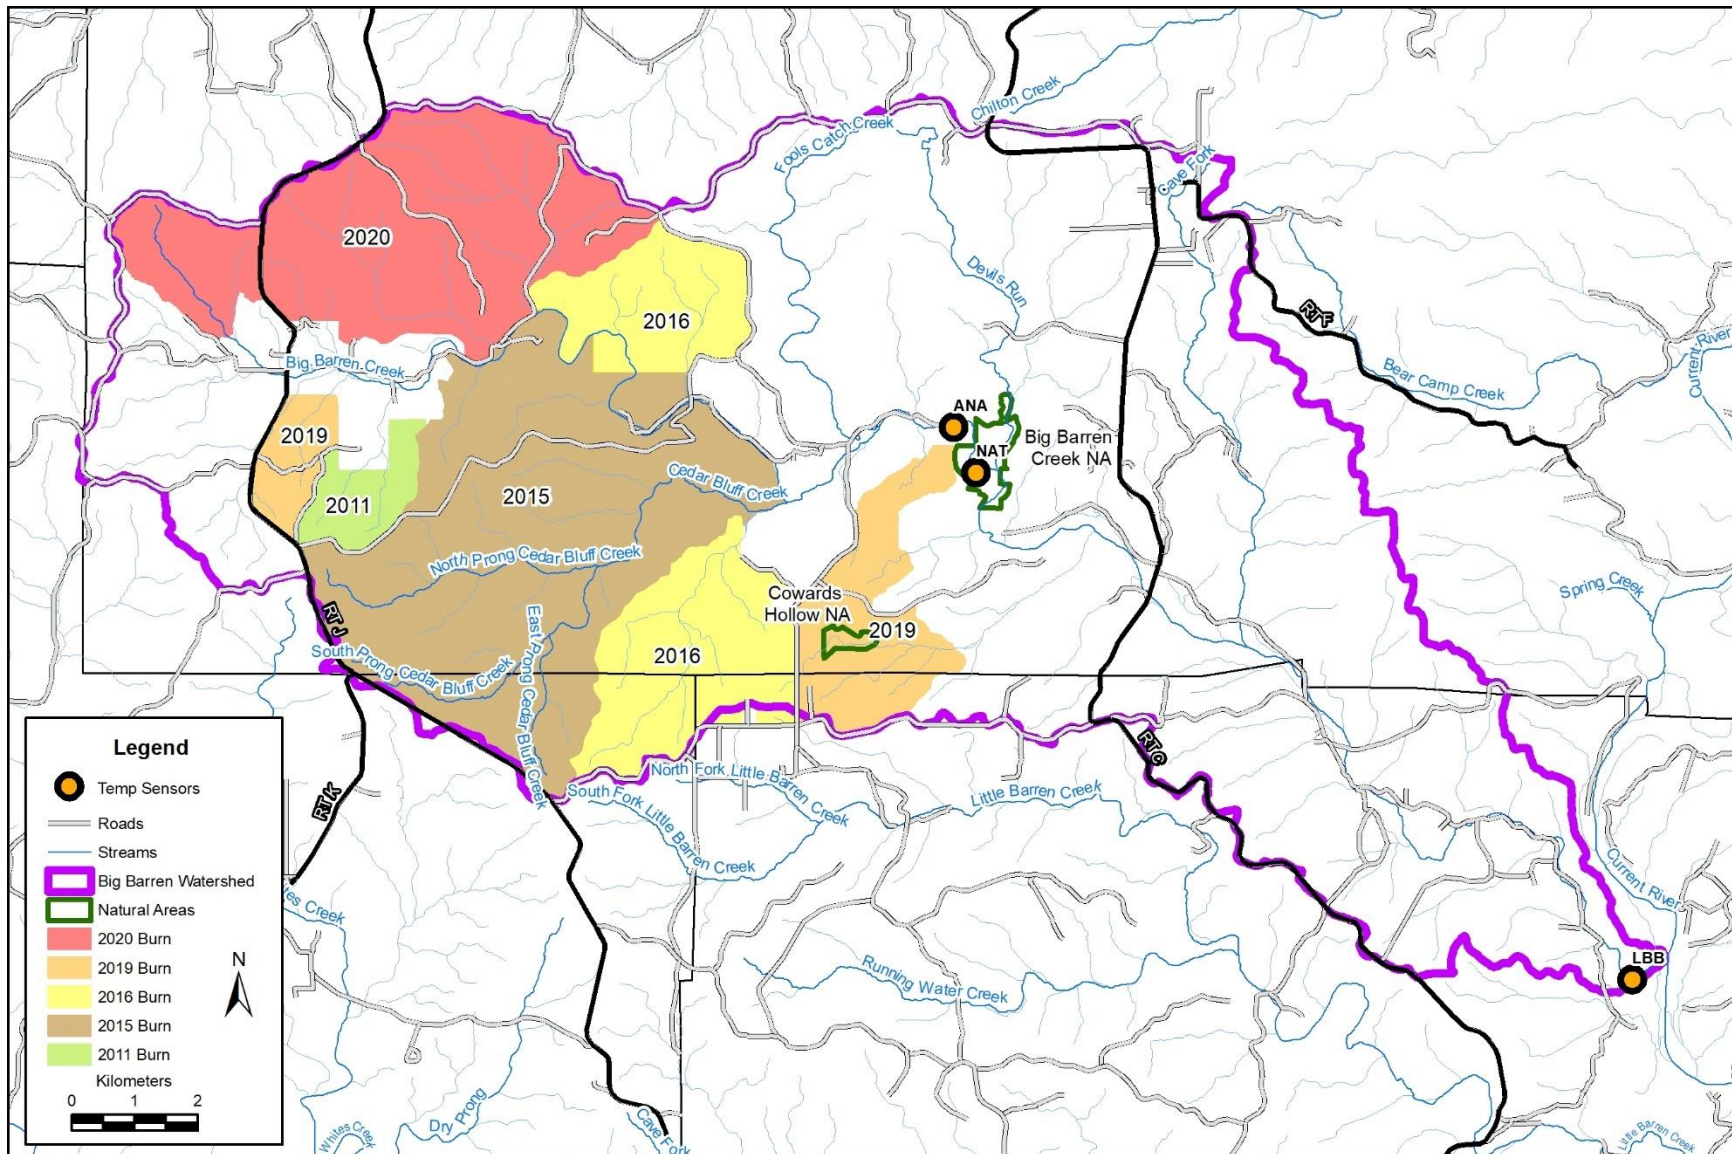 Chilton Creek
Fools Catch Creek
Cave Fork
2020
Devils Run
RT F
2016
Big Barren Creek
Bear Camp Creek
Current River
ANA
2019
Big Barren
Creek NA
NAT
Cedar Bluff Creek
2011
2015
North Prong Cedar Bluff Creek
Spring Creek
Cowards
Hollow NA
RT J
East Prong Cedar Bluff Creek
2019
South Prong Cedar Bluff Creek
2016
RT C
RT K
North Fork Little Barren Creek
South Fork Little Barren Creek
Little Barren Creek
Current River
LBB
Running Water Creek
Dry Prong
Cave Fork
Whites Creek
Little Barren Creek
Legend
Temp Sensors
Roads
Streams
Big Barren Watershed
Natural Areas
2020 Burn
2019 Burn
2016 Burn
2015 Burn
2011 Burn
N
Kilometers
0 1 2